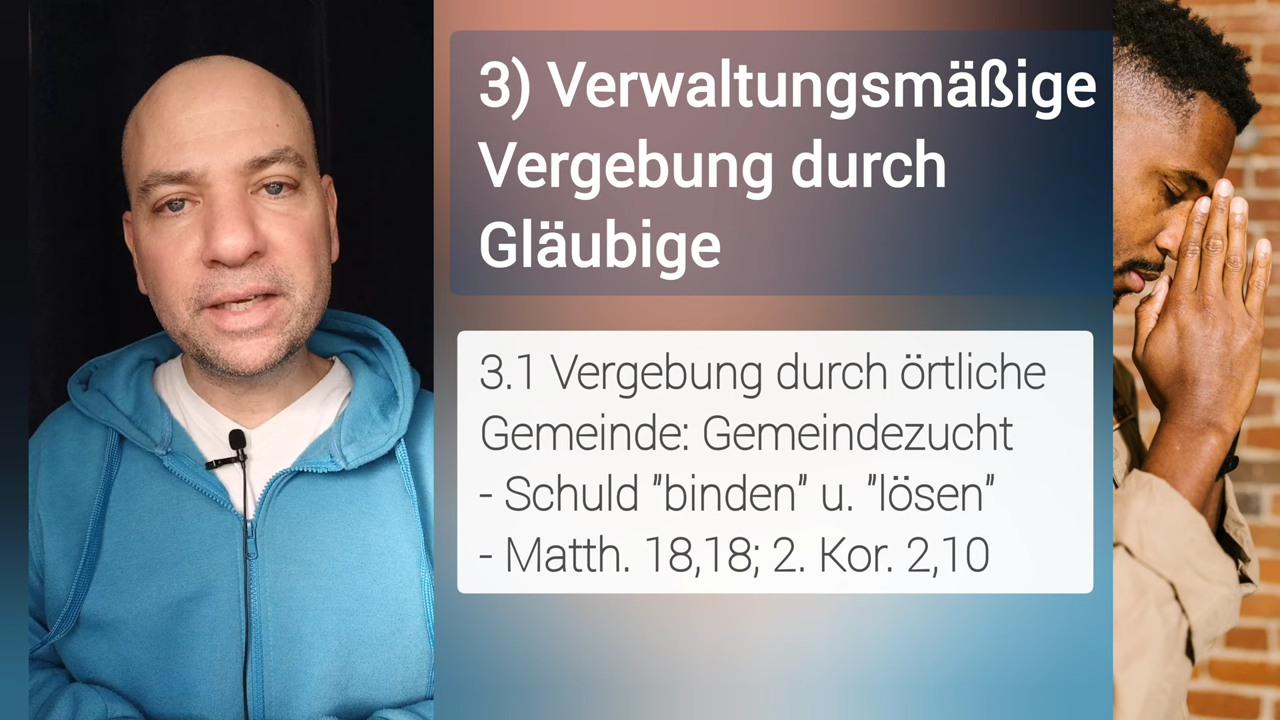 3) Verwaltungsmäßige
Vergebung durch
Gläubige
3.1 Vergebung durch örtliche
Gemeinde: Gemeindezucht
- Schuld "binden" u. "lösen"
- Matth. 18,18; 2. Kor. 2,10